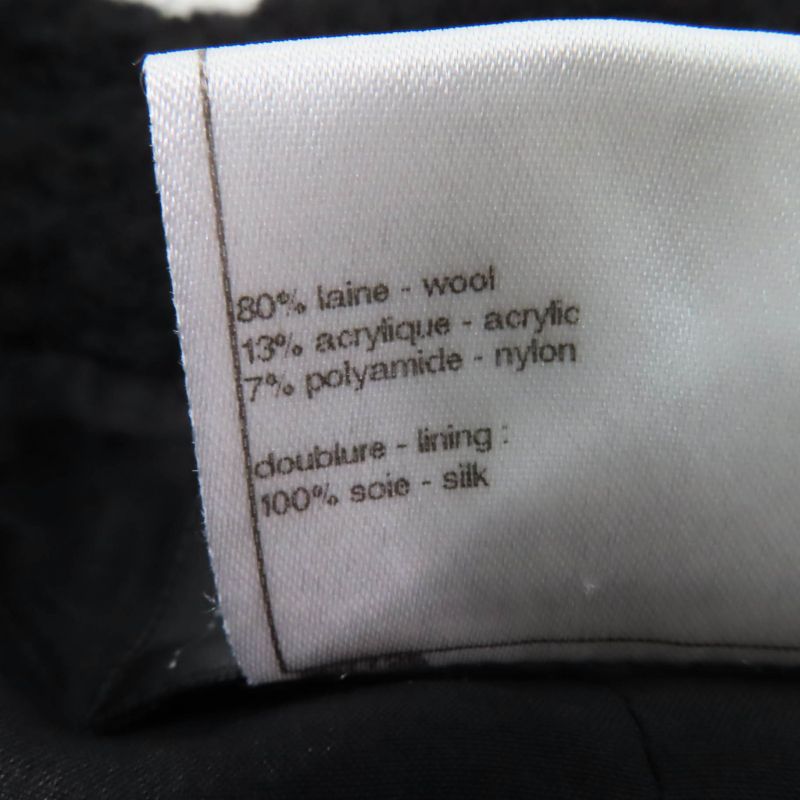 80% laine - wool
13% acrylique - acrylic
7% polyamide - nylon
doublure - lining :
100% soie - silk